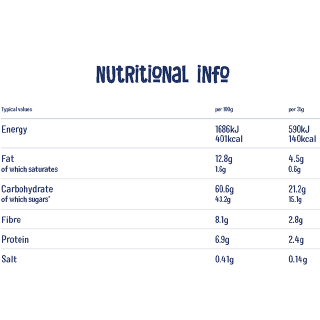 NUTRITIONAL INFO
Typical values per 100g per 35g
Energy 1686kJ 590kJ
401kcal 140kcal
Fat 12.8g 4.5g
of which saturates 1.6g 0.6g
Carbohydrate 60.6g 21.2g
of which sugars* 43.2g 15.1g
Fibre 8.1g 2.8g
Protein 6.9g 2.4g
Salt 0.41g 0.14g